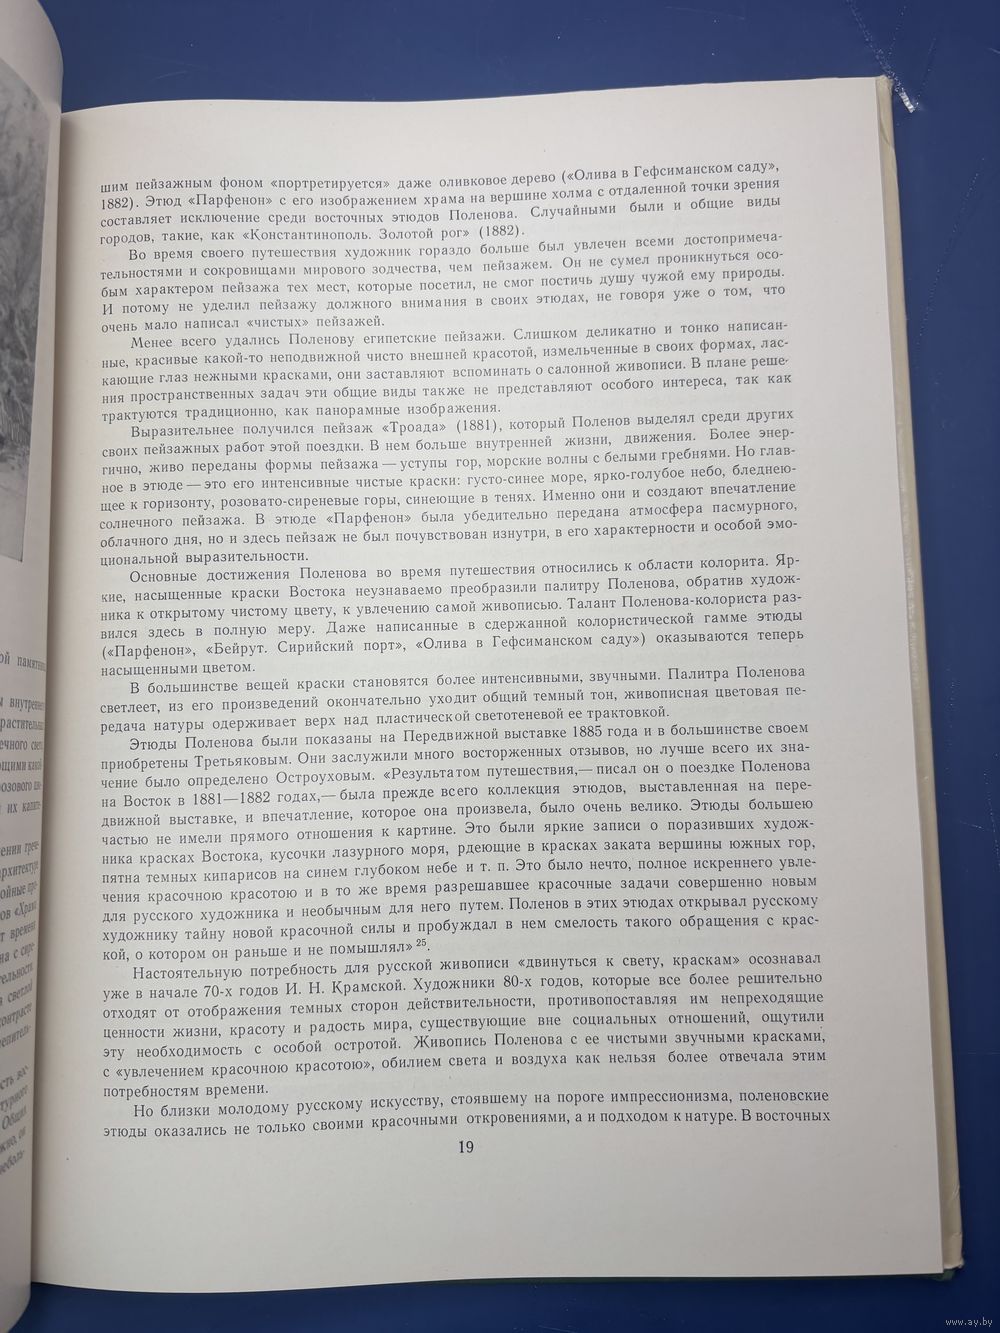 шим пейзажным фоном «портретируется» даже оливковое дерево («Олива в Гефсиманском саду»,
1882). Этюд «Парфенон» с его изображением храма на вершине холма с отдаленной точки зрения
составляет исключение среди восточных этюдов Поленова. Случайными были и общие виды
городов, такие, как «Константинополь. Золотой рог» (1882).
Во время своего путешествия художник гораздо больше был увлечен всеми достопримеча-
тельностями и сокровищами мирового зодчества, чем пейзажем. Он не сумел проникнуться осо-
бым характером пейзажа тех мест, которые посетил, не смог постичь душу чужой ему природы.
И потому не уделил пейзажу должного внимания в своих этюдах, не говоря уже о том, что
очень мало написал «чистых» пейзажей.
Менее всего удались Поленову египетские пейзажи. Слишком деликатно и тонко написан-
ные, красивые какой-то неподвижной чисто внешней красотой, измельченные в своих формах, лас-
кающие глаз нежными красками, они заставляют вспоминать о салонной живописи. В плане реше-
ния пространственных задач эти общие виды также не представляют особого интереса, так как
трактуются традиционно, как панорамные изображения.
Выразительнее получился пейзаж «Троада» (1881), который Поленов выделял среди других
своих пейзажных работ этой поездки. В нем больше внутренней жизни, движения. Более энер-
гично, живо переданы формы пейзажа — уступы гор, морские волны с белыми гребнями. Но глав-
ное в этюде — это его интенсивные чистые краски: густо-синее море, ярко-голубое небо, бледнею-
щее к горизонту, розовато-сиреневые горы, синеющие в тенях. Именно они и создают впечатление
солнечного пейзажа. В этюде «Парфенон» была убедительно передана атмосфера пасмурного,
облачного дня, но и здесь пейзаж не был почувствован изнутри, в его характерности и особой эмо-
циональной выразительности.
Основные достижения Поленова во время путешествия относились к области колорита. Яр-
кие, насыщенные краски Востока неузнаваемо преобразили палитру Поленова, обратив худож-
ника к открытому чистому цвету, к увлечению самой живописью. Талант Поленова-колориста раз-
вился здесь в полную меру. Даже написанные в сдержанной колористической гамме этюды
(«Парфенон», «Бейрут. Сирийский порт», «Олива в Гефсиманском саду») оказываются теперь
насыщенными цветом.
В большинстве вещей краски становятся более интенсивными, звучными. Палитра Поленова
светлеет, из его произведений окончательно уходит общий темный тон, живописная цветовая пе-
редача натуры одерживает верх над пластической светотеневой ее трактовкой.
Этюды Поленова были показаны на Передвижной выставке 1885 года и в большинстве своем
приобретены Третьяковым. Они заслужили много восторженных отзывов, но лучше всего их зна-
чение было определено Остроуховым. «Результатом путешествия,— писал он о поездке Поленова
на Восток в 1881—1882 годах,— была прежде всего коллекция этюдов, выставленная на пере-
движной выставке, и впечатление, которое она произвела, было очень велико. Этюды большею
частью не имели прямого отношения к картине. Это были яркие записи о поразивших худож-
ника красках Востока, кусочки лазурного моря, рдеющие в красках заката вершины южных гор,
пятна темных кипарисов на синем глубоком небе и т. п. Это было нечто, полное искреннего увле-
чения красочною красотою и в то же время разрешавшее красочные задачи совершенно новым
для русского художника и необычным для него путем. Поленов в этих этюдах открывал русскому
художнику тайну новой красочной силы и пробуждал в нем смелость такого обращения с крас-
кой, о котором он раньше и не помышлял» 25.
Настоятельную потребность для русской живописи «двинуться к свету, краскам» осознавал
уже в начале 70-х годов И. Н. Крамской. Художники 80-х годов, которые все более решительно
отходят от отображения темных сторон действительности, противопоставляя им непреходящие
ценности жизни, красоту и радость мира, существующие вне социальных отношений, ощутили
эту необходимость с особой остротой. Живопись Поленова с ее чистыми звучными красками,
с «увлечением красочною красотою», обилием света и воздуха как нельзя более отвечала этим
потребностям времени.
Но близки молодому русскому искусству, стоявшему на пороге импрессионизма, поленовские
этюды оказались не только своими красочными откровениями, а и подходом к натуре. В восточных
19
www.ay.by